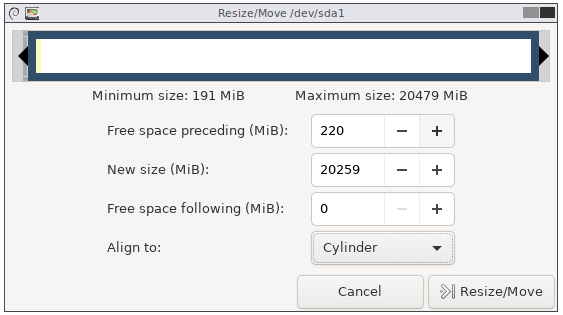 Resize/Move /dev/sda1
Minimum size: 191 MiB Maximum size: 20479 MiB
Free space preceding (MiB): 220
New size (MiB): 20259
Free space following (MiB): 0
Align to: Cylinder
Cancel Resize/Move